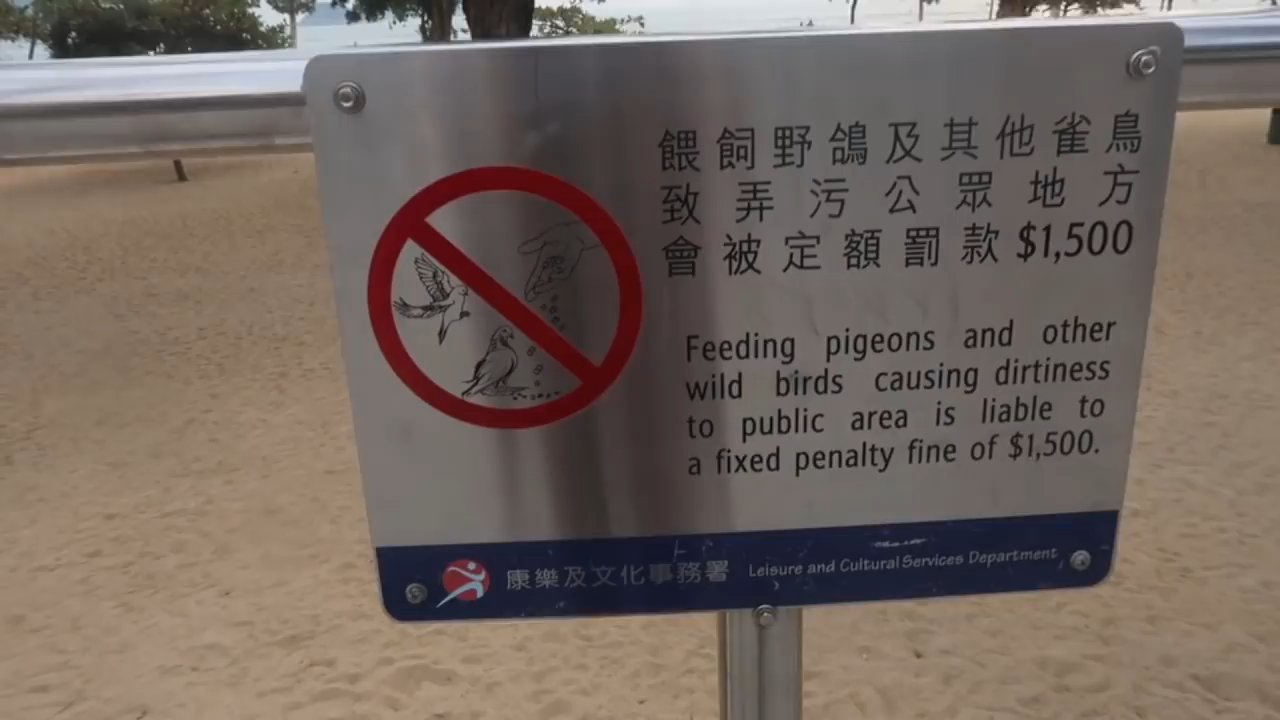 餵飼野鴿及其他雀鳥
致弄污公眾地方
會被定額罰款$1,500
Feeding pigeons and other
wild birds causing dirtiness
to public area is liable to
a fixed penalty fine of $1,500.
康樂及文化事務署 Leisure and Cultural Services Department